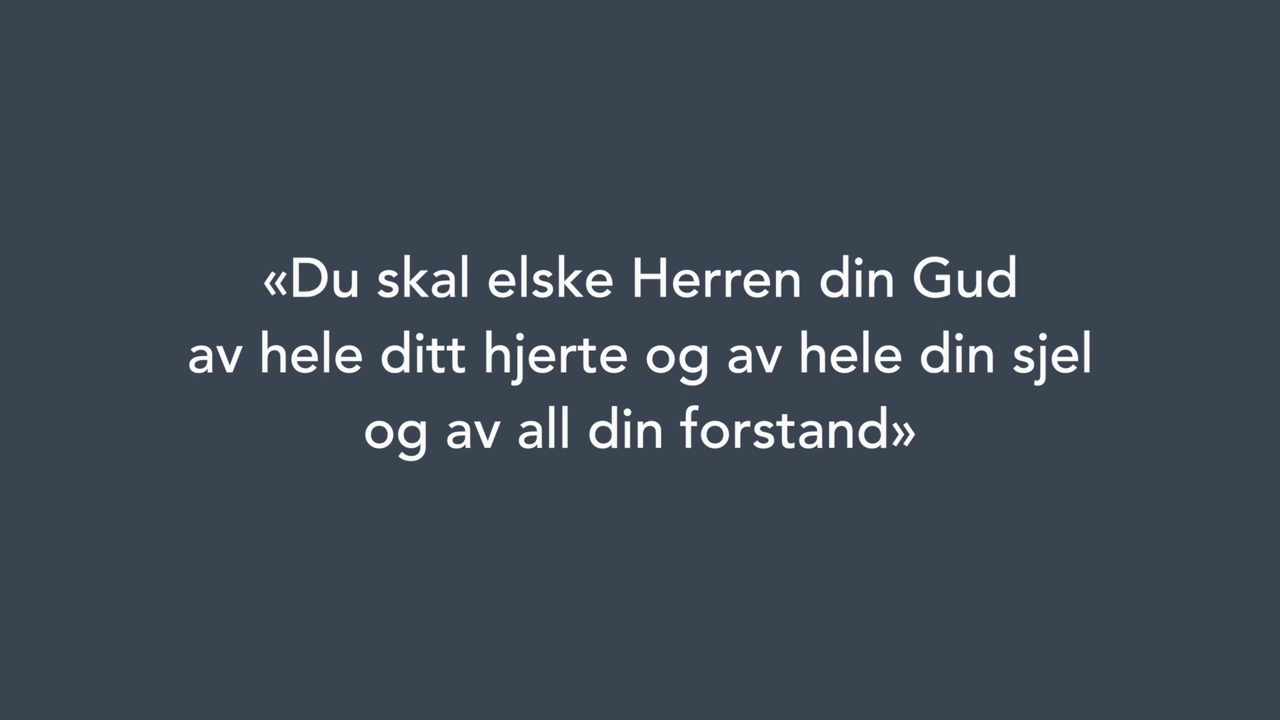 «Du skal elske Herren din Gud
av hele ditt hjerte og av hele din sjel
og av all din forstand»